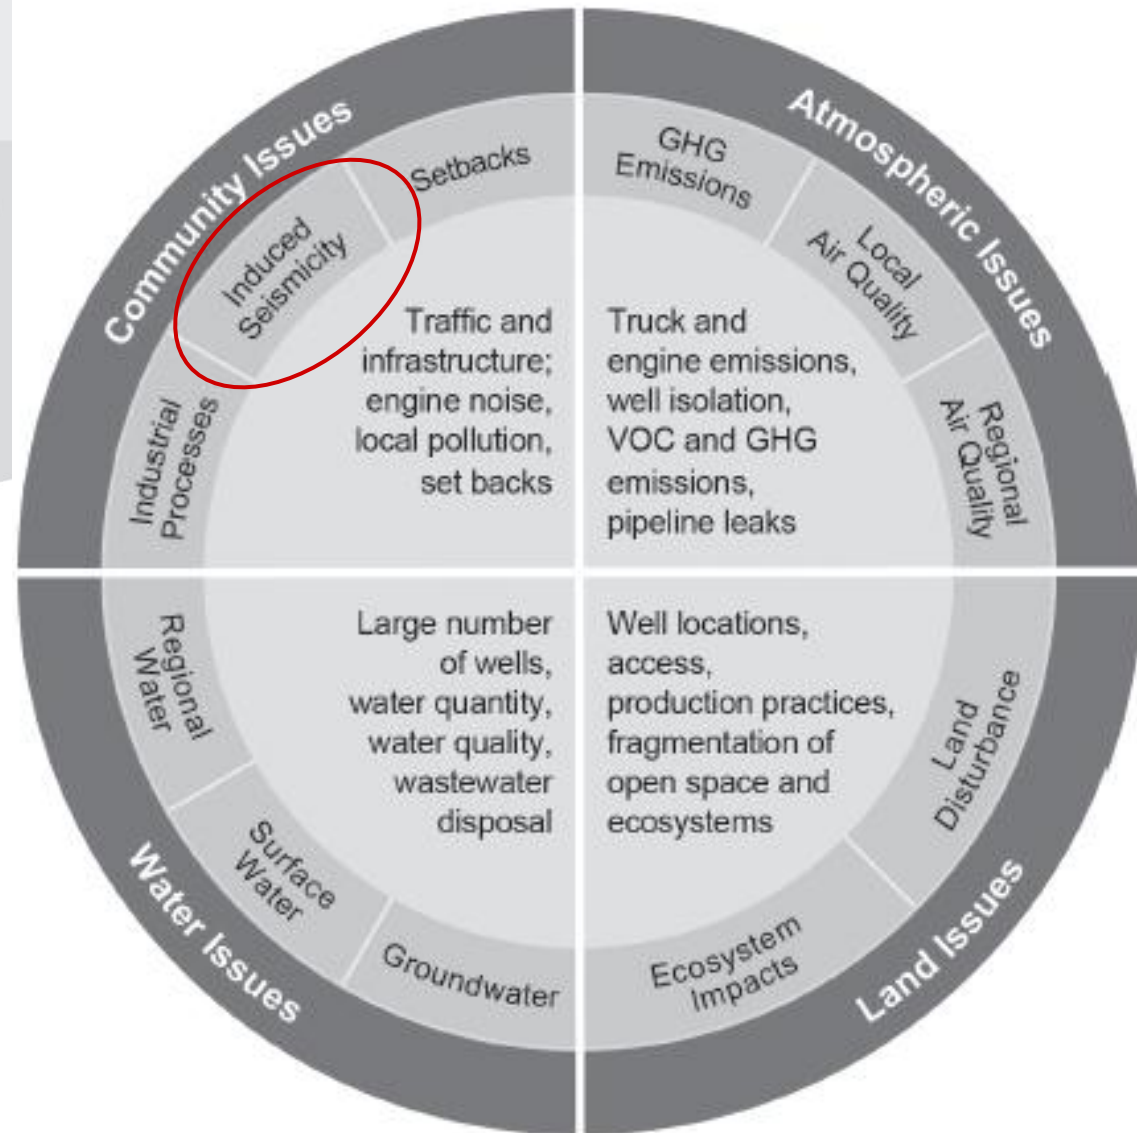 Community Issues
Setbacks
Induced
Seismicity
Industrial
Processes
Traffic and
infrastructure;
engine noise,
local pollution,
set backs
Atmospheric Issues
GHG
Emissions
Local
Air Quality
Regional
Air Quality
Truck and
engine emissions,
well isolation,
VOC and GHG
emissions,
pipeline leaks
Water Issues
Regional
Water
Surface
Water
Groundwater
Large number
of wells,
water quantity,
water quality,
wastewater
disposal
Land Issues
Land
Disturbance
Ecosystem
Impacts
Well locations,
access,
production practices,
fragmentation of
open space and
ecosystems